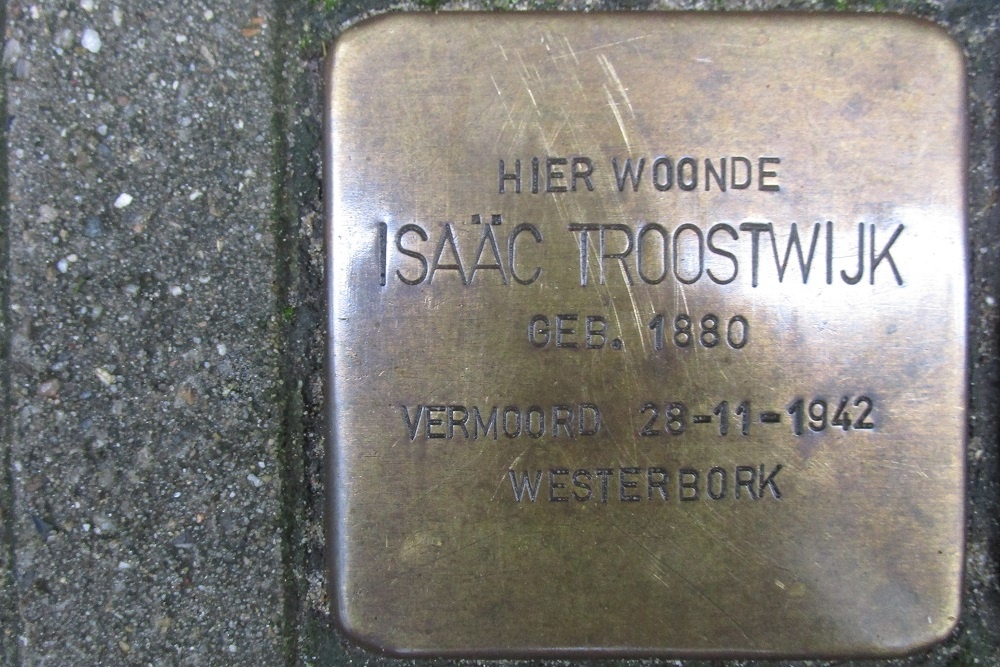 HIER WOONDE
ISAÄC TROOSTWIJK
GEB. 1880
VERMOORD 28-11-1942
WESTERBORK